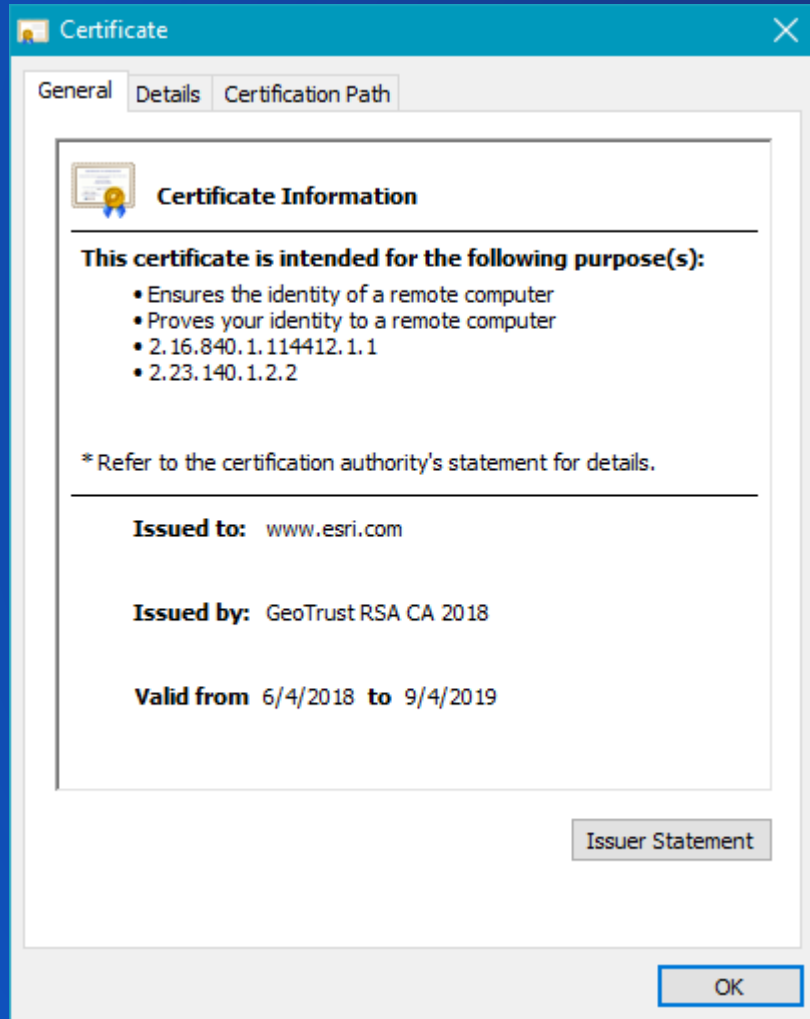 Certificate
General Details Certification Path
Certificate Information
This certificate is intended for the following purpose(s):
• Ensures the identity of a remote computer
• Proves your identity to a remote computer
• 2.16.840.1.114412.1.1
• 2.23.140.1.2.2
* Refer to the certification authority's statement for details.
Issued to: www.esri.com
Issued by: GeoTrust RSA CA 2018
Valid from 6/4/2018 to 9/4/2019
Issuer Statement
OK